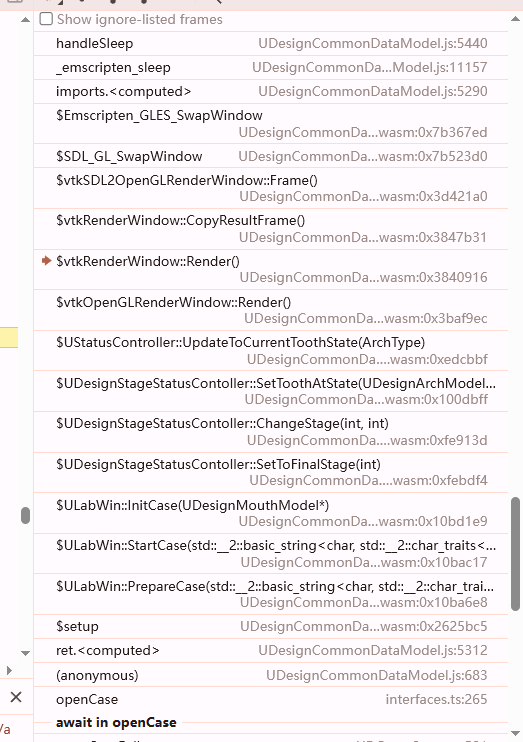 Show ignore-listed frames
handleSleep UDesignCommonDataModel.js:5440
_emscripten_sleep UDesignCommonDa...Model.js:11157
imports.<computed> UDesignCommonDataModel.js:5290
$Emscripten_GLES_SwapWindow
UDesignCommonDa...wasm:0x7b367ed
$SDL_GL_SwapWindow UDesignCommonDa...wasm:0x7b523d0
$vtkSDL2OpenGLRenderWindow::Frame()
UDesignCommonDa...wasm:0x3d421a0
$vtkRenderWindow::CopyResultFrame()
UDesignCommonDa...wasm:0x3847b31
$vtkRenderWindow::Render()
UDesignCommonDa...wasm:0x3840916
$vtkOpenGLRenderWindow::Render()
UDesignCommonDa....wasm:0x3baf9ec
$UStatusController::UpdateToCurrentToothState(ArchType)
UDesignCommonDa....wasm:0xedcbbf
$UDesignStageStatusContoller::SetToothAtState(UDesignArchModel...
UDesignCommonDa...wasm:0x100dbff
$UDesignStageStatusContoller::ChangeStage(int, int)
UDesignCommonDa....wasm:0xfe913d
$UDesignStageStatusContoller::SetToFinalStage(int)
UDesignCommonDa....wasm:0xfebdf4
$ULabWin::InitCase(UDesignMouthModel*)
UDesignCommonDa...wasm:0x10bd1e9
$ULabWin::StartCase(std::__2::basic_string<char, std::__2::char_traits<...
UDesignCommonDa...wasm:0x10bac17
$ULabWin::PrepareCase(std::__2::basic_string<char, std::__2::char_trai...
UDesignCommonDa...wasm:0x10ba6e8
$setup UDesignCommonDa...wasm:0x2625bc5
ret.<computed> UDesignCommonDataModel.js:5312
(anonymous) UDesignCommonDataModel.js:683
openCase interfaces.ts:265
await in openCase
/a